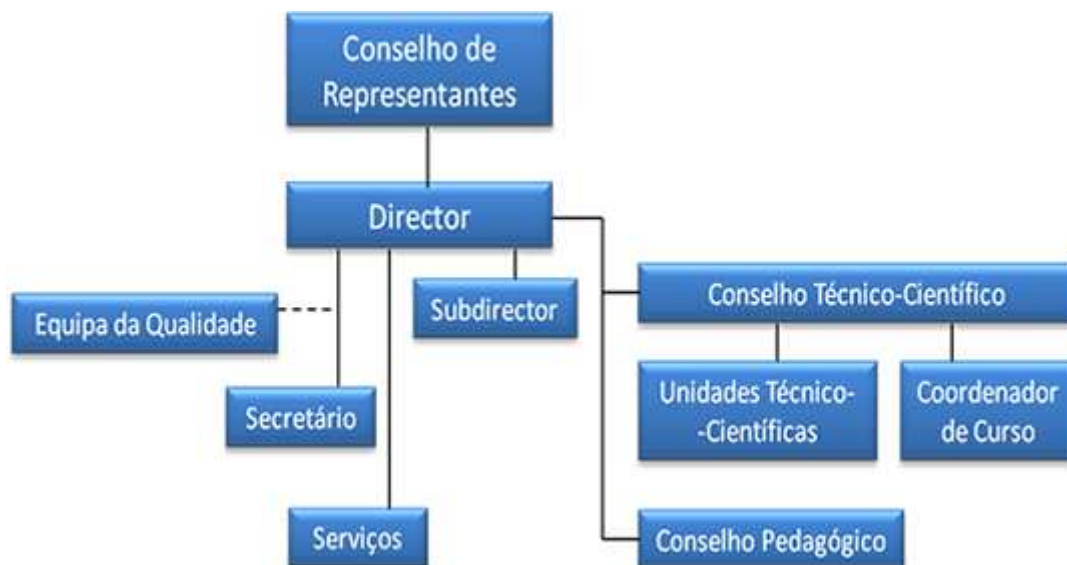 Conselho de
Representantes
Director
Subdirector
Conselho Técnico-Científico
Equipa da Qualidade
Unidades Técnico-
-Científicas
Coordenador
de Curso
Secretário
Serviços
Conselho Pedagógico